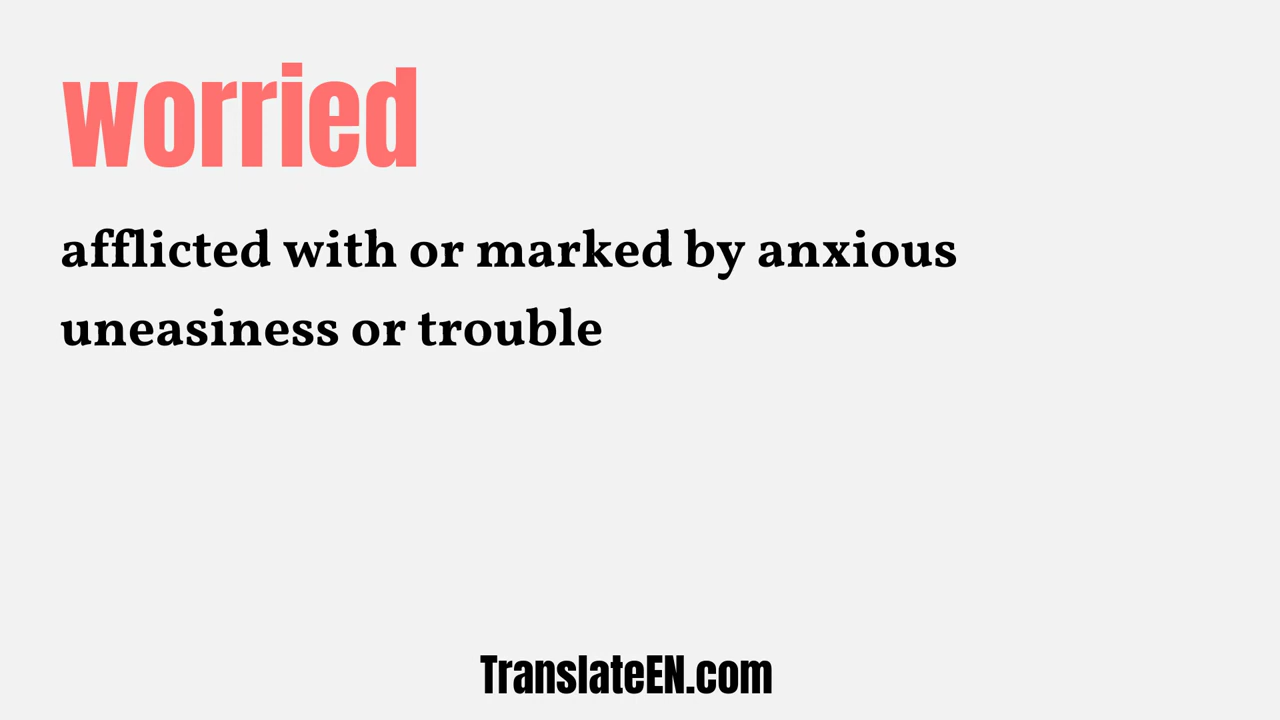 worried
afflicted with or marked by anxious
uneasiness or trouble
TranslateEN.com